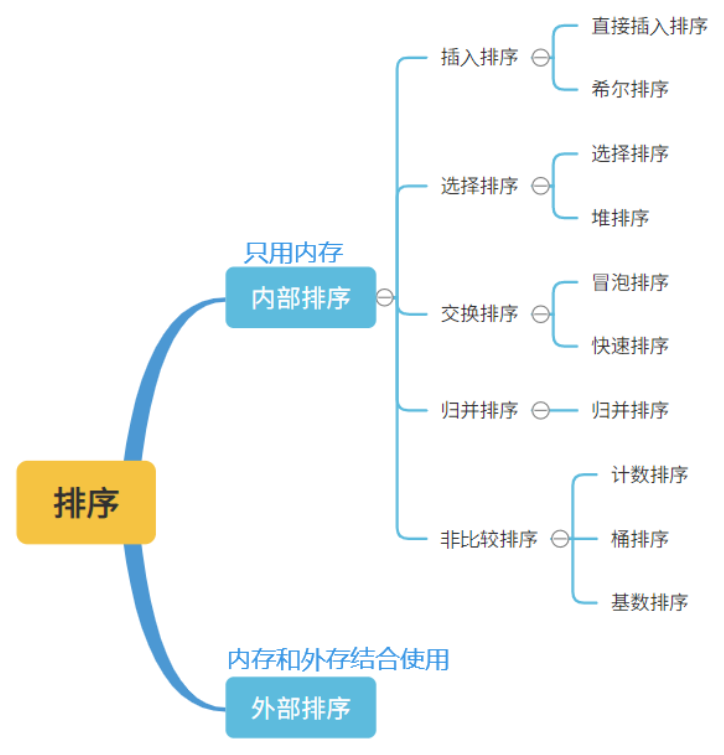 排序
只用内存
内部排序
插入排序
直接插入排序
希尔排序
选择排序
选择排序
堆排序
交换排序
冒泡排序
快速排序
归并排序
归并排序
非比较排序
计数排序
桶排序
基数排序
内存和外存结合使用
外部排序